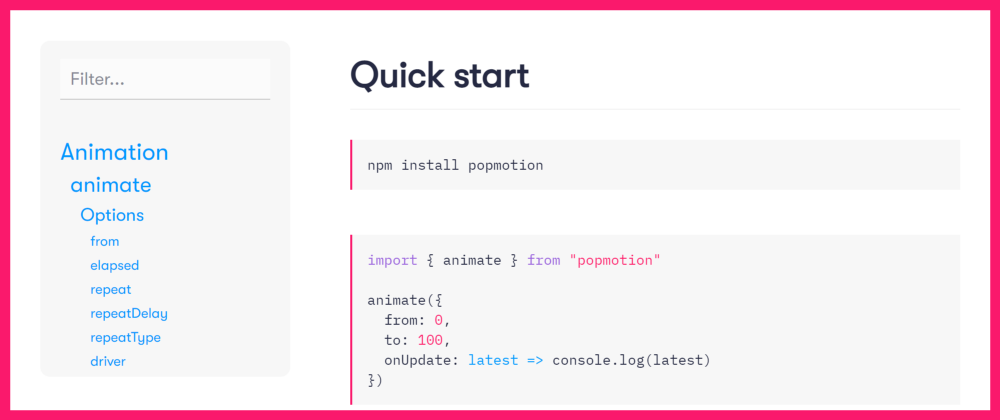 Filter...
Animation
animate
Options
from
elapsed
repeat
repeatDelay
repeatType
driver
Quick start
npm install popmotion
import { animate } from "popmotion"
animate({
  from: 0,
  to: 100,
  onUpdate: latest => console.log(latest)
})